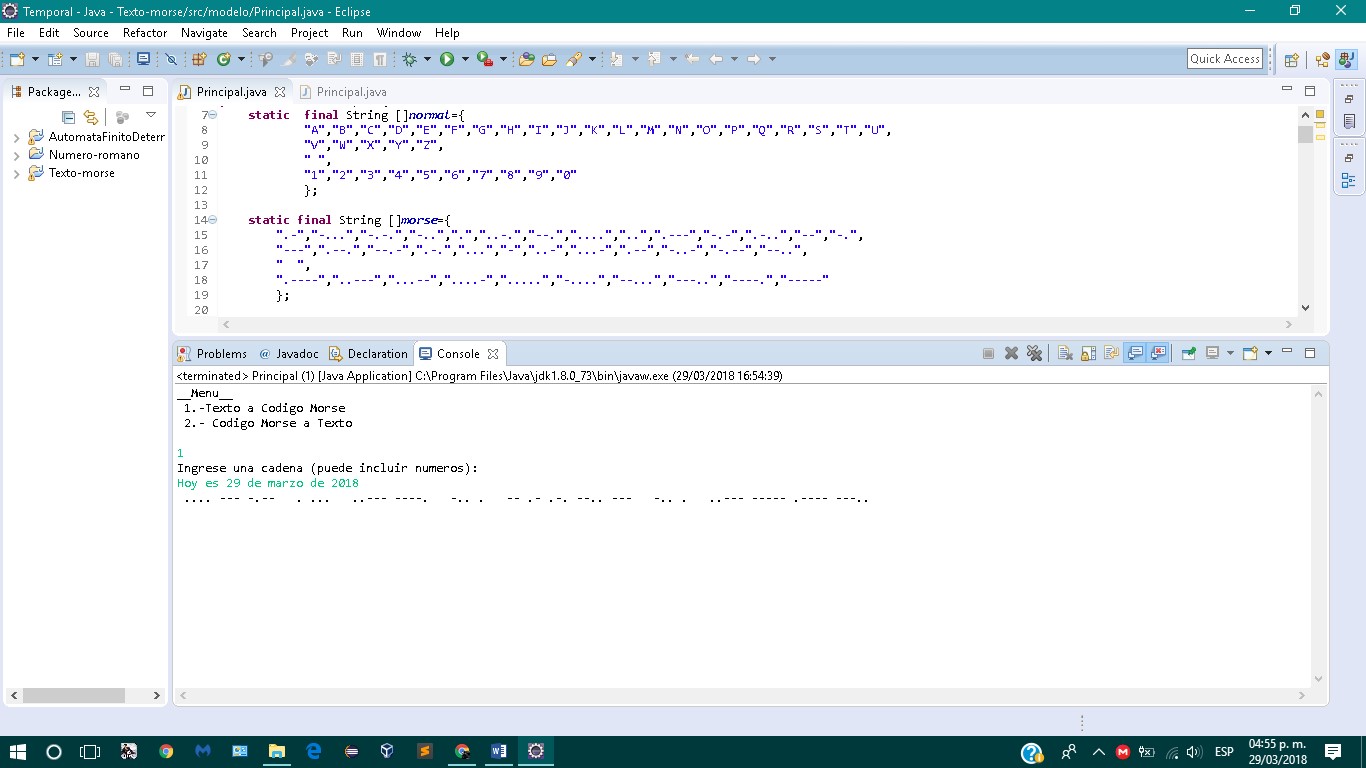 Temporal - Java - Texto-morse/src/modelo/Principal.java - Eclipse
File Edit Source Refactor Navigate Search Project Run Window Help
Quick Access
Package...
Principal.java
Principal.java
AutomataFinitoDeterr
Numero-romano
Texto-morse
7 static final String []normal={
8 "A","B","C","D","E","F","G","H","I","J","K","L","M","N","O","P","Q","R","S","T","U",
9 "V","W","X","Y","Z",
10 " ",
11 "1","2","3","4","5","6","7","8","9","0"
12 };
13
14 static final String []morse={
15 ".-","-...","-.-.","-..",".","..-.","--.","....","..",".---","-.-",".-..","--","-.",
16 "---",".--.","--.-",".-.","...","-","..-","...-",".--","-..-","-.--","--..",
17 "  ",
18 ".----","..---","...--","....-",".....","-....","--...","---..","----.","-----"
19 };
20
Problems @ Javadoc Declaration Console
<terminated> Principal (1) [Java Application] C:\Program Files\Java\jdk1.8.0_73\bin\javaw.exe (29/03/2018 16:54:39)
__Menu__
1.-Texto a Codigo Morse
2.- Codigo Morse a Texto
1
Ingrese una cadena (puede incluir numeros):
Hoy es 29 de marzo de 2018
.... --- -.--   . ...   ..--- ----.   -.. .   -- .- .-. --.. ---   -.. .   ..--- ----- .---- ---..
ESP
04:55 p. m.
29/03/2018